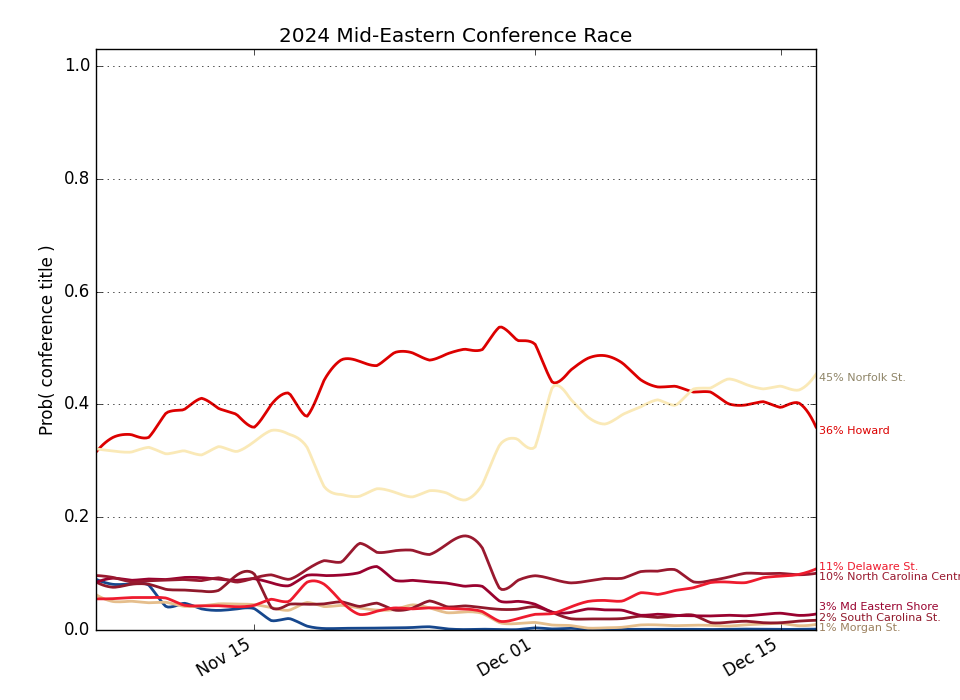 2024 Mid-Eastern Conference Race
Prob( conference title )
1.0
0.8
0.6
0.4
0.2
0.0
Nov 15
Dec 01
Dec 15
45% Norfolk St.
36% Howard
11% Delaware St.
10% North Carolina Centr
3% Md Eastern Shore
2% South Carolina St.
1% Morgan St.